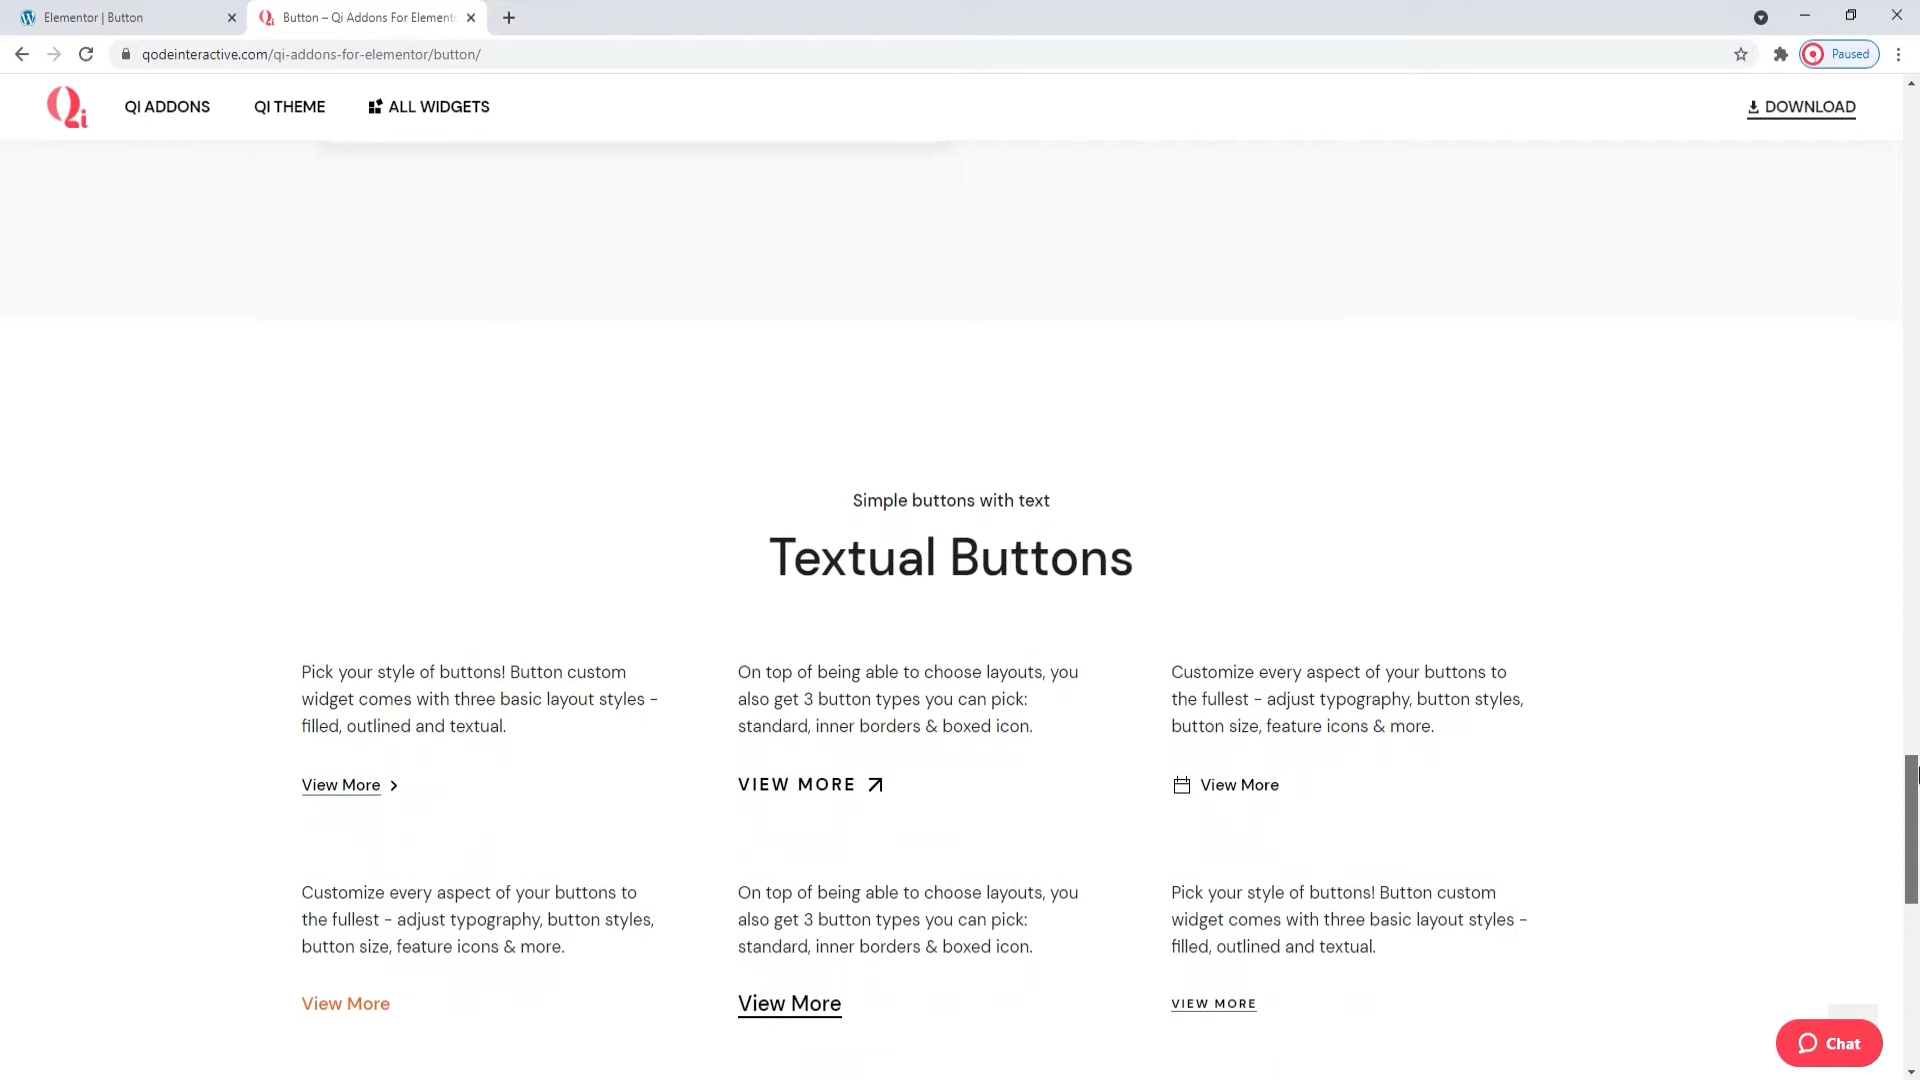 Elementor | Button
Button – Qi Addons For Element
qodeinteractive.com/qi-addons-for-elementor/button/
Paused
Qi
QI ADDONS
QI THEME
ALL WIDGETS
DOWNLOAD
Simple buttons with text
Textual Buttons
Pick your style of buttons! Button custom
widget comes with three basic layout styles -
filled, outlined and textual.
View More
On top of being able to choose layouts, you
also get 3 button types you can pick:
standard, inner borders & boxed icon.
VIEW MORE
Customize every aspect of your buttons to
the fullest - adjust typography, button styles,
button size, feature icons & more.
View More
Customize every aspect of your buttons to
the fullest - adjust typography, button styles,
button size, feature icons & more.
View More
On top of being able to choose layouts, you
also get 3 button types you can pick:
standard, inner borders & boxed icon.
View More
Pick your style of buttons! Button custom
widget comes with three basic layout styles -
filled, outlined and textual.
VIEW MORE
Chat